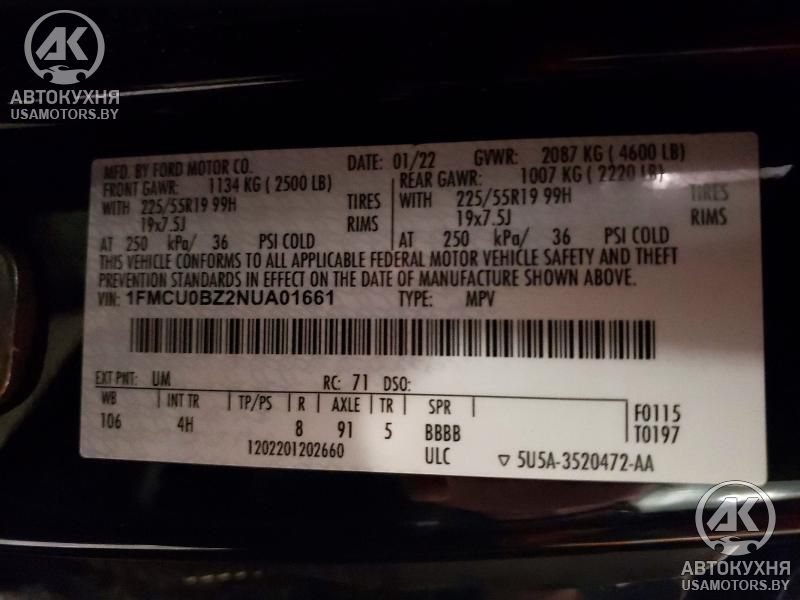 AK
АВТОКУХНЯ
USAMOTORS.BY
MFD. BY FORD MOTOR CO. DATE: 01/22 GVWR: 2087 KG (4600 LB)
FRONT GAWR: 1134 KG (2500 LB) REAR GAWR: 1007 KG (2220 LB)
WITH 225/55R19 99H TIRES WITH 225/55R19 99H TIRES
19x7.5J RIMS 19x7.5J RIMS
AT 250 kPa/ 36 PSI COLD AT 250 kPa/ 36 PSI COLD
THIS VEHICLE CONFORMS TO ALL APPLICABLE FEDERAL MOTOR VEHICLE SAFETY AND THEFT
PREVENTION STANDARDS IN EFFECT ON THE DATE OF MANUFACTURE SHOWN ABOVE.
VIN: 1FMCU0BZ2NUA01661 TYPE: MPV
EXT PNT: UM RC: 71 DSO:
WB INT TR TP/PS R AXLE TR SPR F0115
106 4H 8 91 5 BBBB T0197
1202201202660 ULC ▽ 5U5A-3520472-AA
AK
АВТОКУХНЯ
USAMOTORS.BY